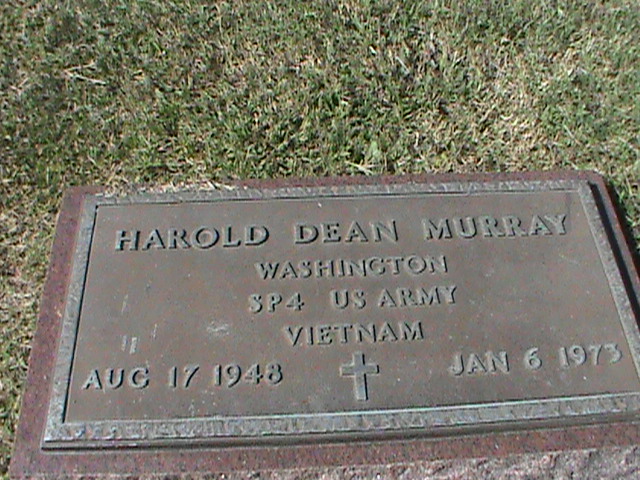 HAROLD DEAN MURRAY
WASHINGTON
SP4 US ARMY
VIETNAM
AUG 17 1948 JAN 6 1973